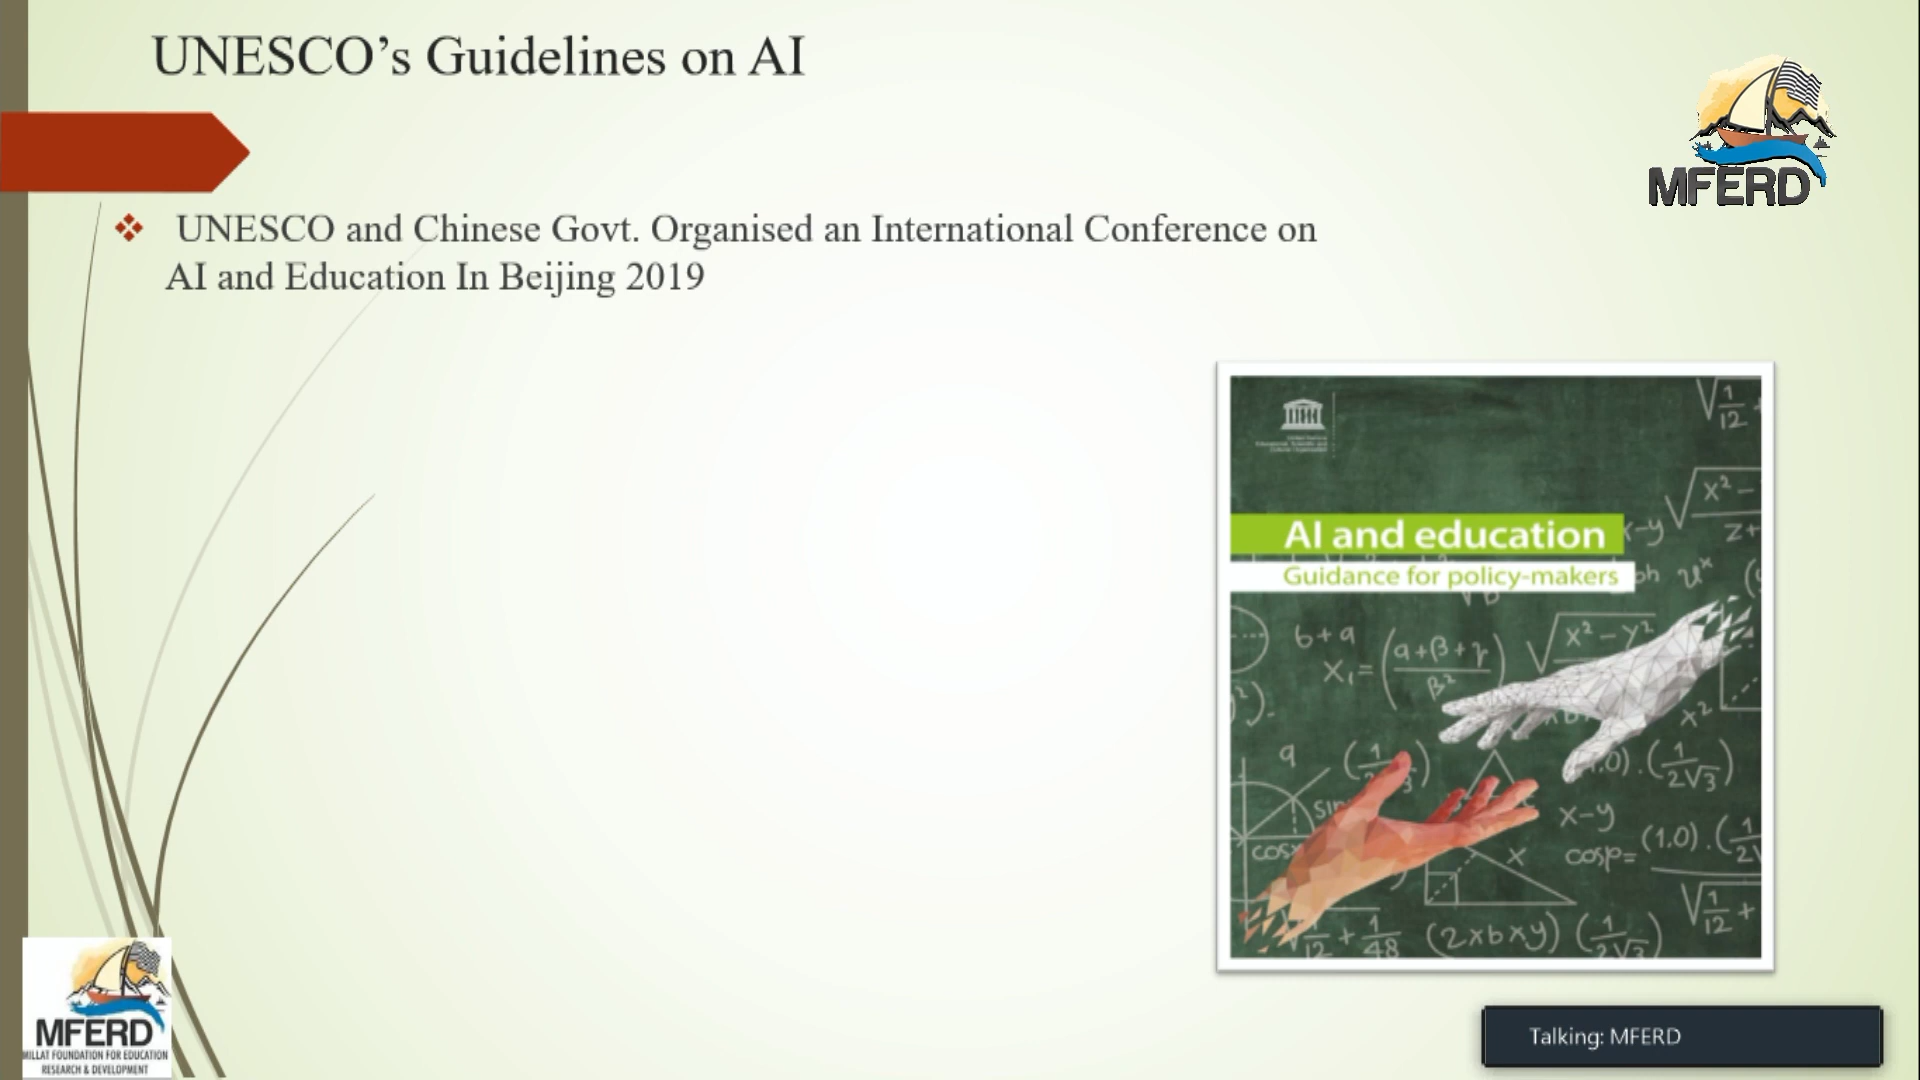 UNESCO’s Guidelines on AI
MFERD
UNESCO and Chinese Govt. Organised an International Conference on
AI and Education In Beijing 2019
AI and education
Guidance for policy-makers
MFERD
MILLAT FOUNDATION FOR EDUCATION
RESEARCH & DEVELOPMENT
Talking: MFERD